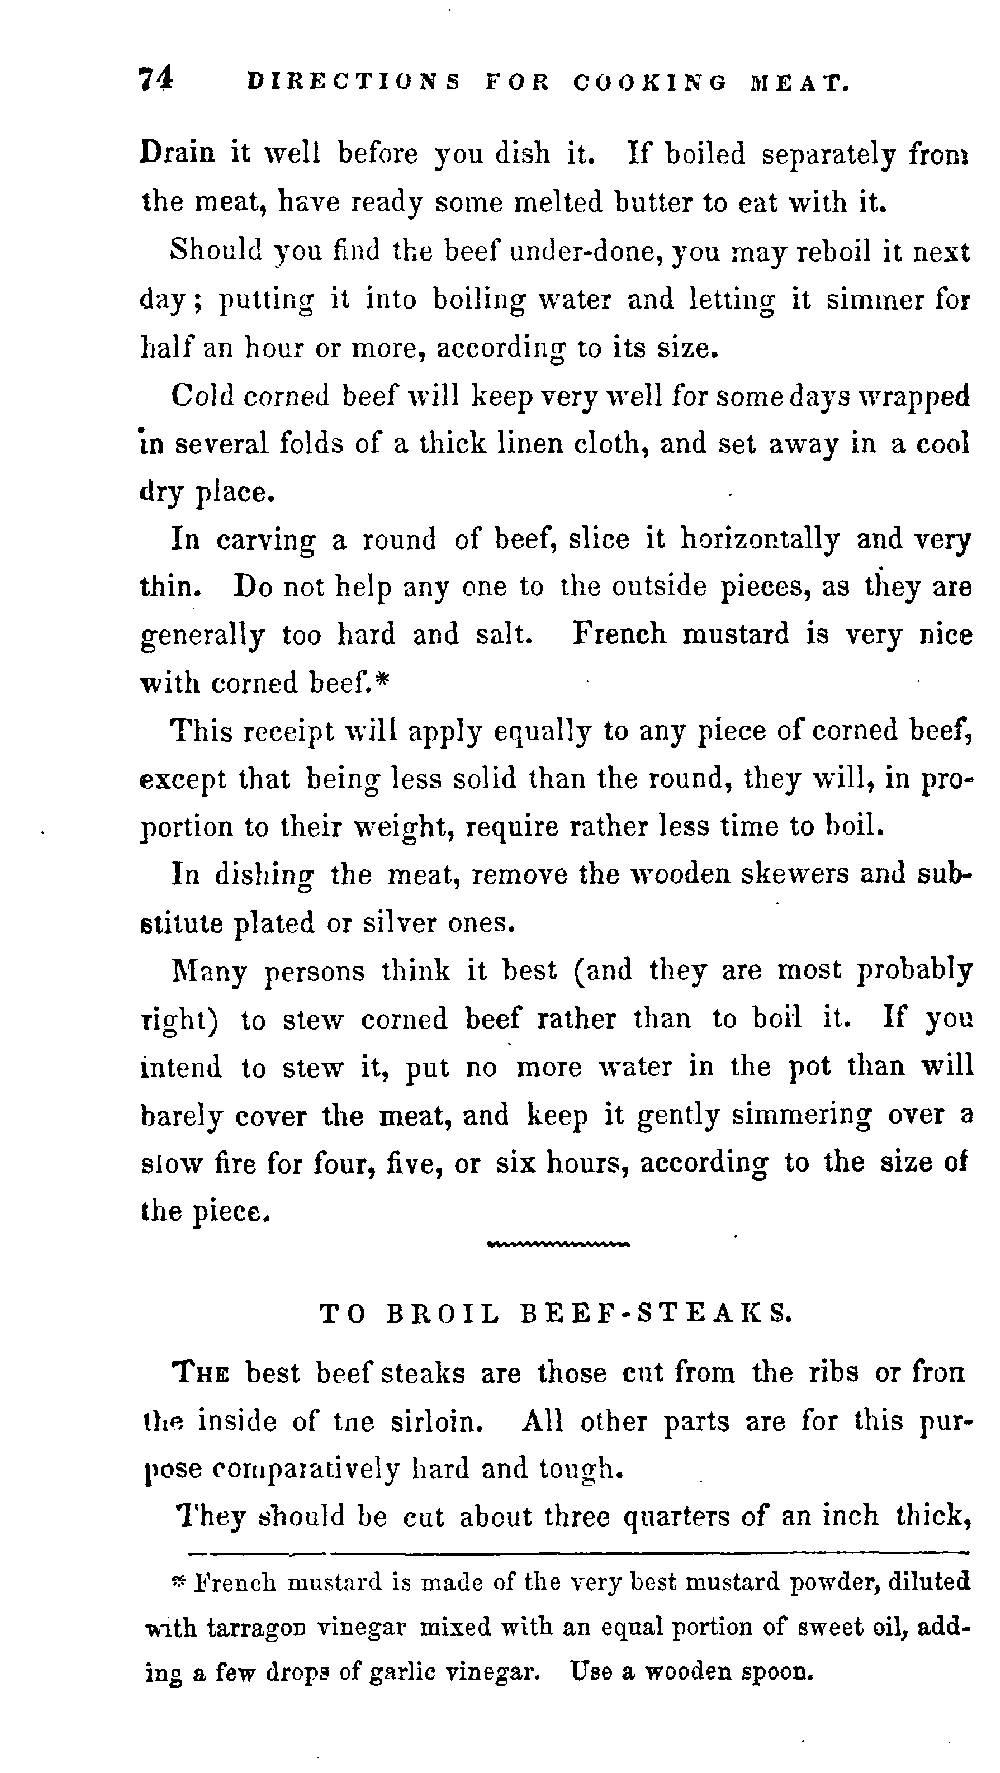 74 DIRECTIONS FOR COOKING MEAT.
Drain it well before you dish it. If boiled separately from
the meat, have ready some melted butter to eat with it.
Should you find the beef under-done, you may reboil it next
day; putting it into boiling water and letting it simmer for
half an hour or more, according to its size.
Cold corned beef will keep very well for some days wrapped
in several folds of a thick linen cloth, and set away in a cool
dry place.
In carving a round of beef, slice it horizontally and very
thin. Do not help any one to the outside pieces, as they are
generally too hard and salt. French mustard is very nice
with corned beef.*
This receipt will apply equally to any piece of corned beef,
except that being less solid than the round, they will, in pro-
portion to their weight, require rather less time to boil.
In dishing the meat, remove the wooden skewers and sub-
stitute plated or silver ones.
Many persons think it best (and they are most probably
right) to stew corned beef rather than to boil it. If you
intend to stew it, put no more water in the pot than will
barely cover the meat, and keep it gently simmering over a
slow fire for four, five, or six hours, according to the size of
the piece.
TO BROIL BEEF-STEAKS.
THE best beef steaks are those cut from the ribs or from
the inside of the sirloin. All other parts are for this pur-
pose comparatively hard and tough.
They should be cut about three quarters of an inch thick,
* French mustard is made of the very best mustard powder, diluted
with tarragon vinegar mixed with an equal portion of sweet oil, add-
ing a few drops of garlic vinegar. Use a wooden spoon.